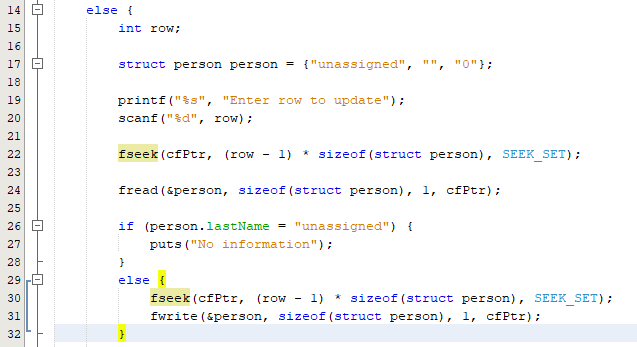 14 else {
15 int row;
16
17 struct person person = {"unassigned", "", "0"};
18
19 printf("%s", "Enter row to update");
20 scanf("%d", row);
21
22 fseek(cfPtr, (row - 1) * sizeof(struct person), SEEK_SET);
23
24 fread(&person, sizeof(struct person), 1, cfPtr);
25
26 if (person.lastName = "unassigned") {
27 puts("No information");
28 }
29 else {
30 fseek(cfPtr, (row - 1) * sizeof(struct person), SEEK_SET);
31 fwrite(&person, sizeof(struct person), 1, cfPtr);
32 }